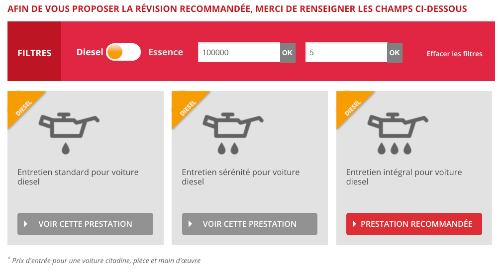 AFIN DE VOUS PROPOSER LA RÉVISION RECOMMANDÉE, MERCI DE RENSEIGNER LES CHAMPS CI-DESSOUS
FILTRES
Diesel
Essence
100000
OK
5
OK
Effacer les filtres
DIESEL
Entretien standard pour voiture
diesel
VOIR CETTE PRESTATION
DIESEL
Entretien sérénité pour voiture
diesel
VOIR CETTE PRESTATION
DIESEL
Entretien intégral pour voiture
diesel
PRESTATION RECOMMANDÉE
* Prix d'entrée pour une voiture citadine, pièce et main d'œuvre